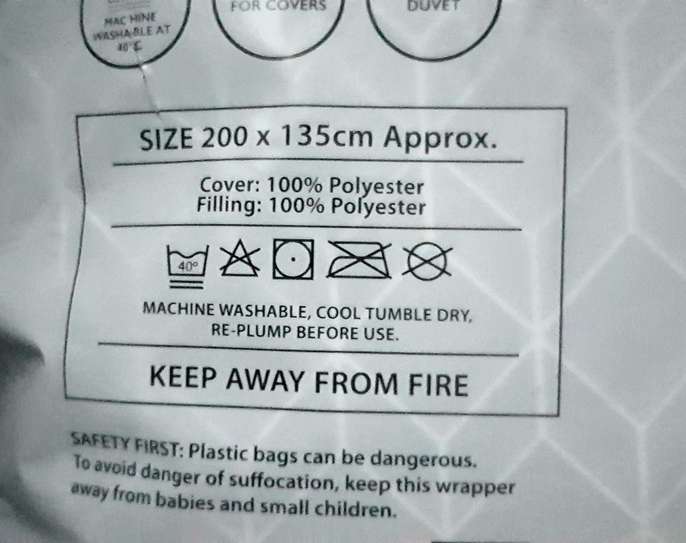 FOR COVERS
DUVET
MACHINE
WASHABLE AT
40°C
SIZE 200 x 135cm Approx.
Cover: 100% Polyester
Filling: 100% Polyester
40°
MACHINE WASHABLE, COOL TUMBLE DRY,
RE-PLUMP BEFORE USE.
KEEP AWAY FROM FIRE
SAFETY FIRST: Plastic bags can be dangerous.
To avoid danger of suffocation, keep this wrapper
away from babies and small children.